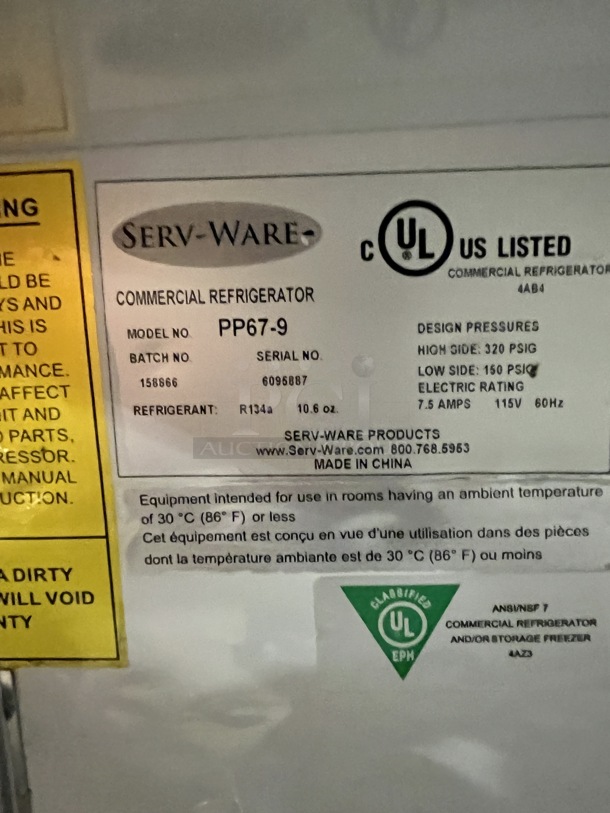 ING
E
LD BE
YS AND
HIS IS
T TO
MANCE.
AFFECT
IT AND
PARTS,
RESSOR.
MANUAL
UCTION.
A DIRTY
WILL VOID
NTY
SERV-WARE
C UL ® US LISTED
COMMERCIAL REFRIGERATOR
4AB4
COMMERCIAL REFRIGERATOR
MODEL NO. PP67-9
BATCH NO. SERIAL NO.
158866 6095887
REFRIGERANT: R134a 10.6 oz.
DESIGN PRESSURES
HIGH SIDE: 320 PSIG
LOW SIDE: 150 PSIG
ELECTRIC RATING
7.5 AMPS 115V 60Hz
SERV-WARE PRODUCTS
www.Serv-Ware.com 800.768.5953
MADE IN CHINA
PCI
AUCTION
Equipment intended for use in rooms having an ambient temperature
of 30 °C (86° F) or less
Cet équipement est conçu en vue d'une utilisation dans des pièces
dont la température ambiante est de 30 °C (86° F) ou moins
CLASSIFIED
UL
EPH
ANSI/NSF 7
COMMERCIAL REFRIGERATOR
AND/OR STORAGE FREEZER
4AZ3